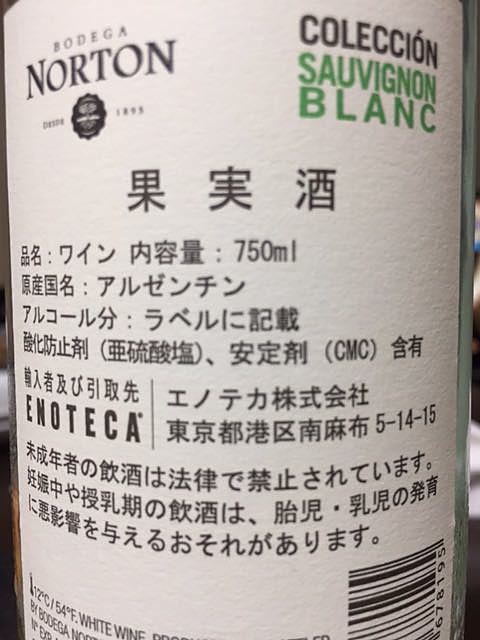 BODEGA
NORTON
DESDE 1895
COLECCIÓN
SAUVIGNON
BLANC
果実酒
品名：ワイン 内容量：750ml
原産国名：アルゼンチン
アルコール分：ラベルに記載
酸化防止剤（亜硫酸塩）、安定剤（CMC）含有
輸入者及び引取先
ENOTECA®
エノテカ株式会社
東京都港区南麻布5-14-15
未成年者の飲酒は法律で禁止されています。
妊娠中や授乳期の飲酒は、胎児・乳児の発育
に悪影響を与えるおそれがあります。
12°C/54°F. WHITE WINE.
BY BODEGA
678195